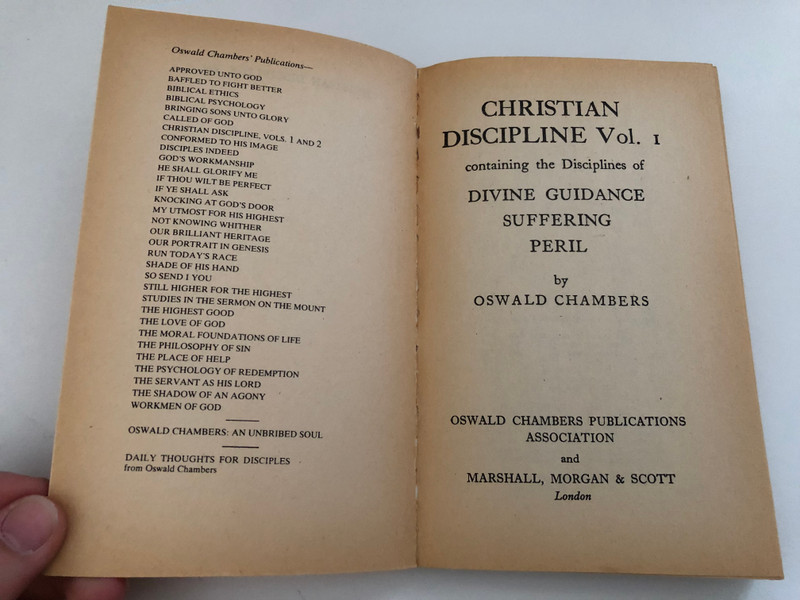 Oswald Chambers' Publications—
APPROVED UNTO GOD
BAFFLED TO FIGHT BETTER
BIBLICAL ETHICS
BIBLICAL PSYCHOLOGY
BRINGING SONS UNTO GLORY
CALLED OF GOD
CHRISTIAN DISCIPLINE, VOLS. 1 AND 2
CONFORMED TO HIS IMAGE
DISCIPLES INDEED
GOD'S WORKMANSHIP
HE SHALL GLORIFY ME
IF THOU WILT BE PERFECT
IF YE SHALL ASK
KNOCKING AT GOD'S DOOR
MY UTMOST FOR HIS HIGHEST
NOT KNOWING WHITHER
OUR BRILLIANT HERITAGE
OUR PORTRAIT IN GENESIS
RUN TODAY'S RACE
SHADE OF HIS HAND
SO SEND I YOU
STILL HIGHER FOR THE HIGHEST
STUDIES IN THE SERMON ON THE MOUNT
THE HIGHEST GOOD
THE LOVE OF GOD
THE MORAL FOUNDATIONS OF LIFE
THE PHILOSOPHY OF SIN
THE PLACE OF HELP
THE PSYCHOLOGY OF REDEMPTION
THE SERVANT AS HIS LORD
THE SHADOW OF AN AGONY
WORKMEN OF GOD
OSWALD CHAMBERS: AN UNBRIBED SOUL
DAILY THOUGHTS FOR DISCIPLES
from Oswald Chambers
CHRISTIAN
DISCIPLINE Vol. 1
containing the Disciplines of
DIVINE GUIDANCE
SUFFERING
PERIL
by
OSWALD CHAMBERS
OSWALD CHAMBERS PUBLICATIONS
ASSOCIATION
and
MARSHALL, MORGAN & SCOTT
London